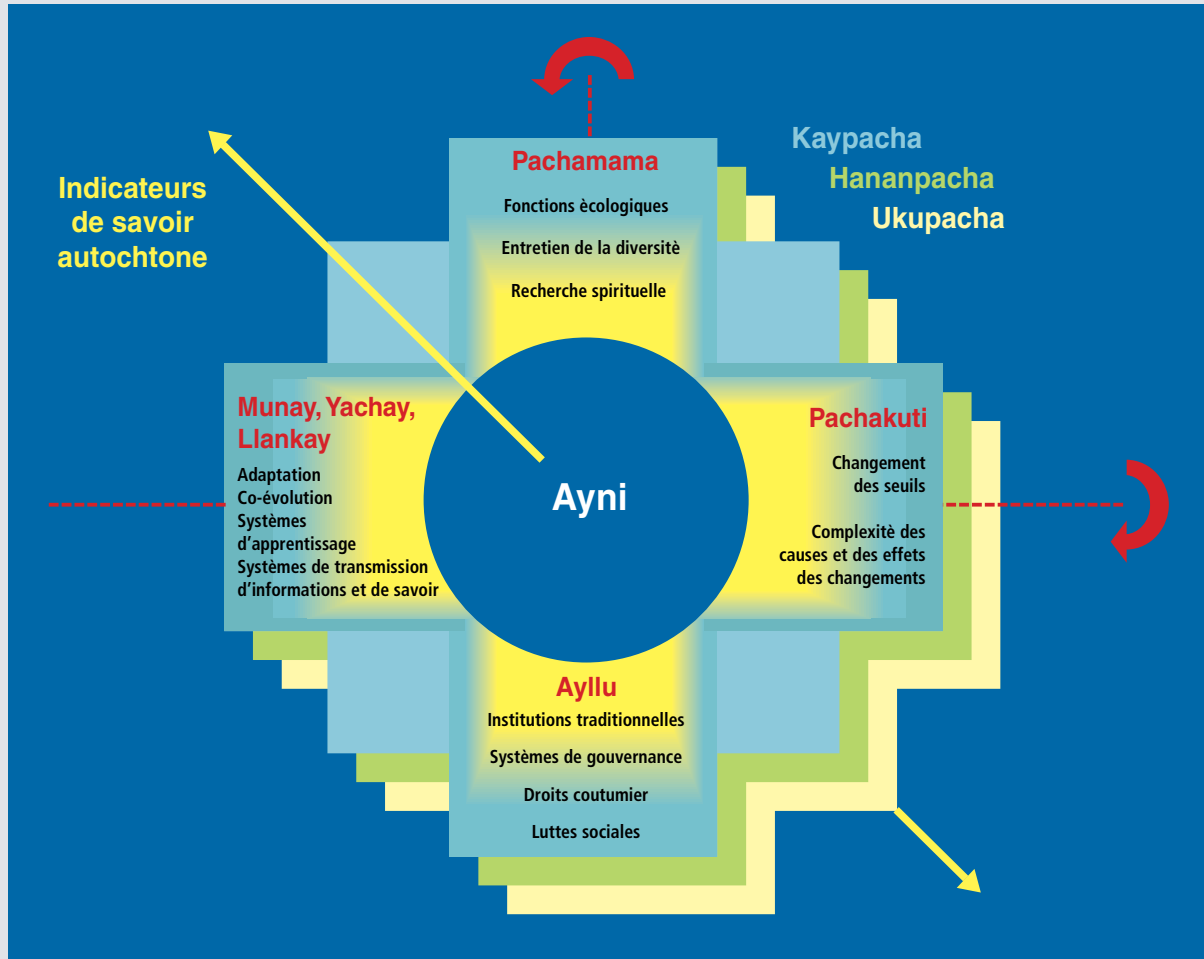 Kaypacha
Hananpacha
Ukupacha
Indicateurs
de savoir
autochtone
Pachamama
Fonctions ècologiques
Entretien de la diversitè
Recherche spirituelle
Munay, Yachay,
Llankay
Adaptation
Co-évolution
Systèmes
d'apprentissage
Systèmes de transmission
d'informations et de savoir
Ayni
Pachakuti
Changement
des seuils
Complexitè des
causes et des effets
des changements
Ayllu
Institutions traditionnelles
Systèmes de gouvernance
Droits coutumier
Luttes sociales